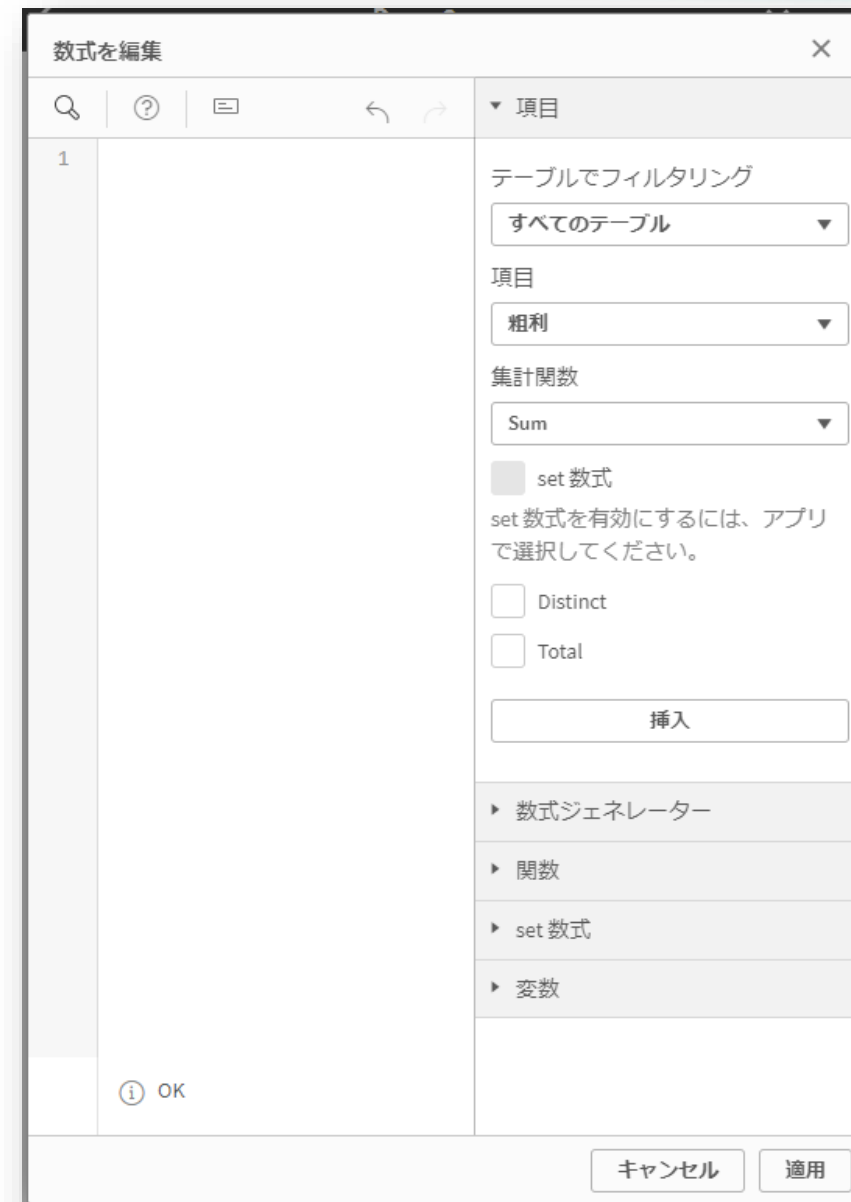 数式を編集
1
▼ 項目
テーブルでフィルタリング
すべてのテーブル
項目
粗利
集計関数
Sum
set 数式
set 数式を有効にするには、アプリ
で選択してください。
Distinct
Total
挿入
数式ジェネレーター
関数
set 数式
変数
OK
キャンセル
適用